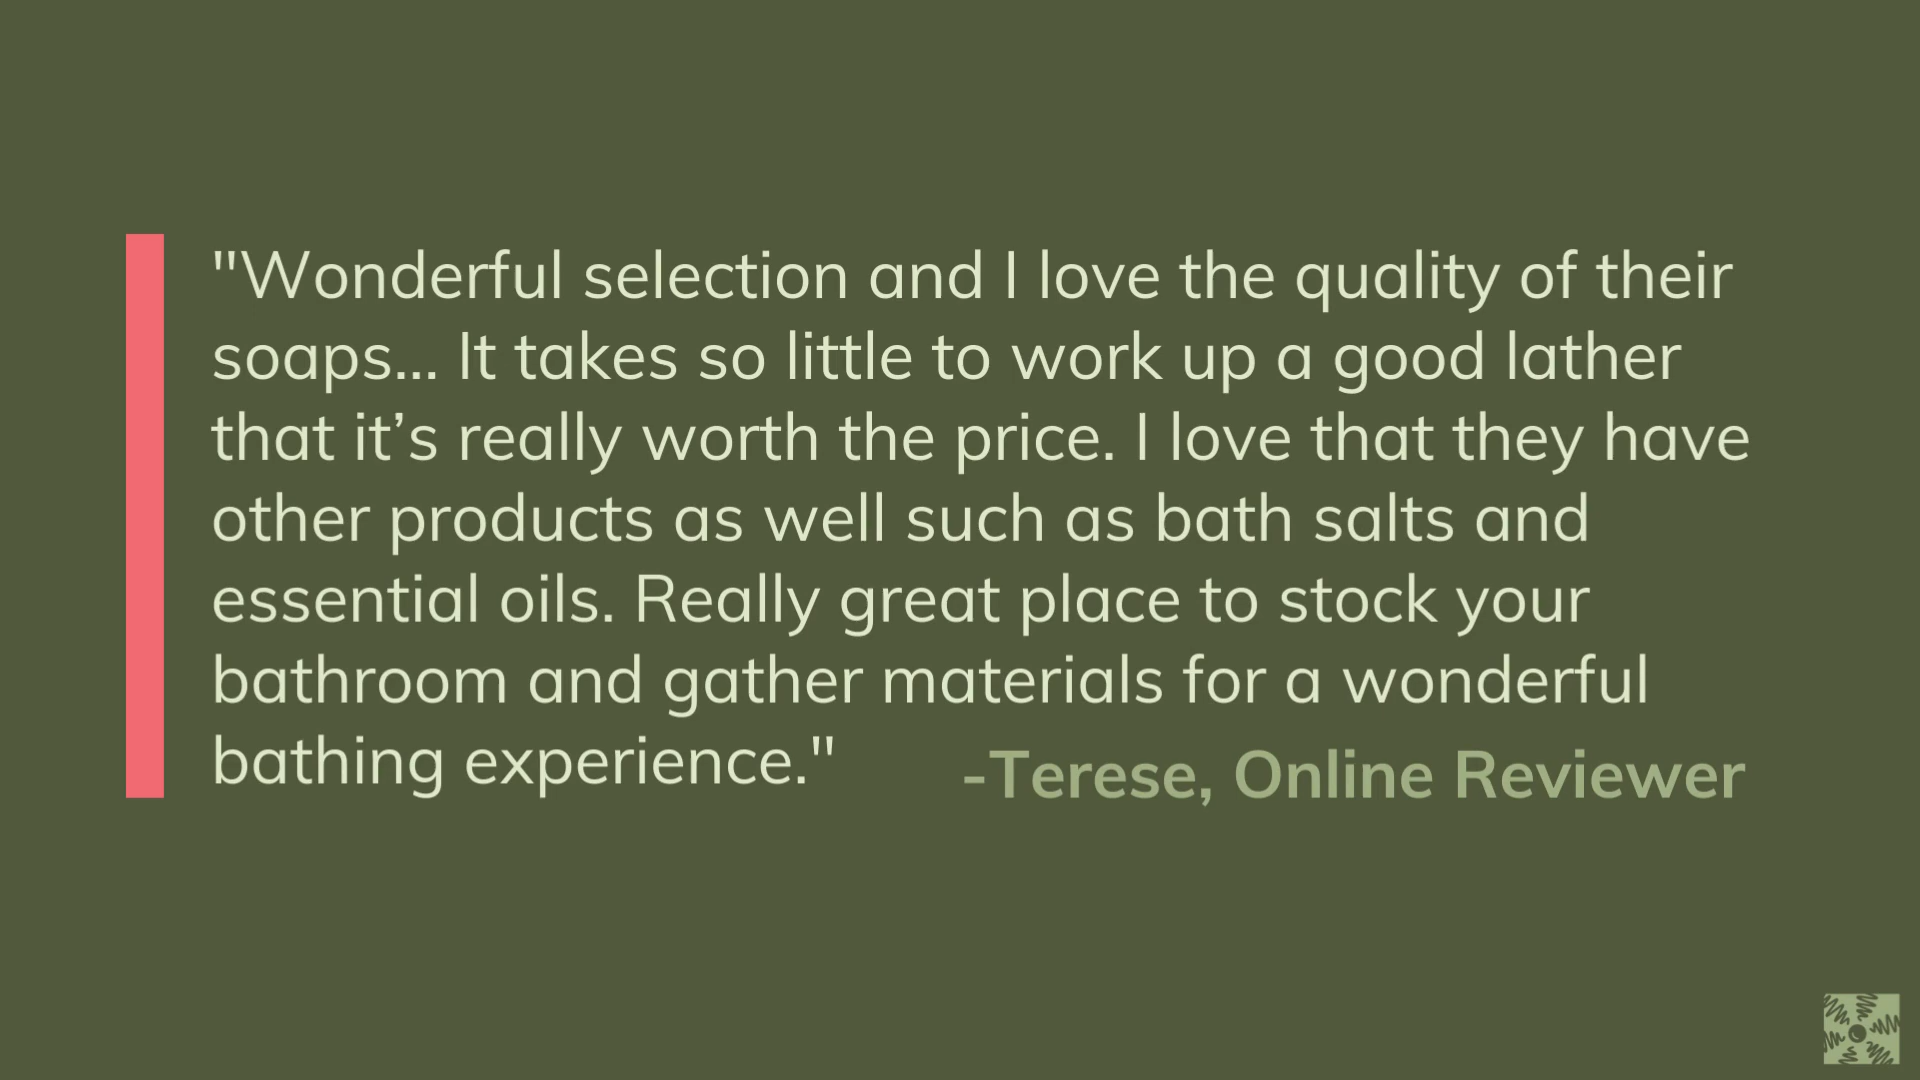 "Wonderful selection and I love the quality of their
soaps... It takes so little to work up a good lather
that it’s really worth the price. I love that they have
other products as well such as bath salts and
essential oils. Really great place to stock your
bathroom and gather materials for a wonderful
bathing experience."
-Terese, Online Reviewer